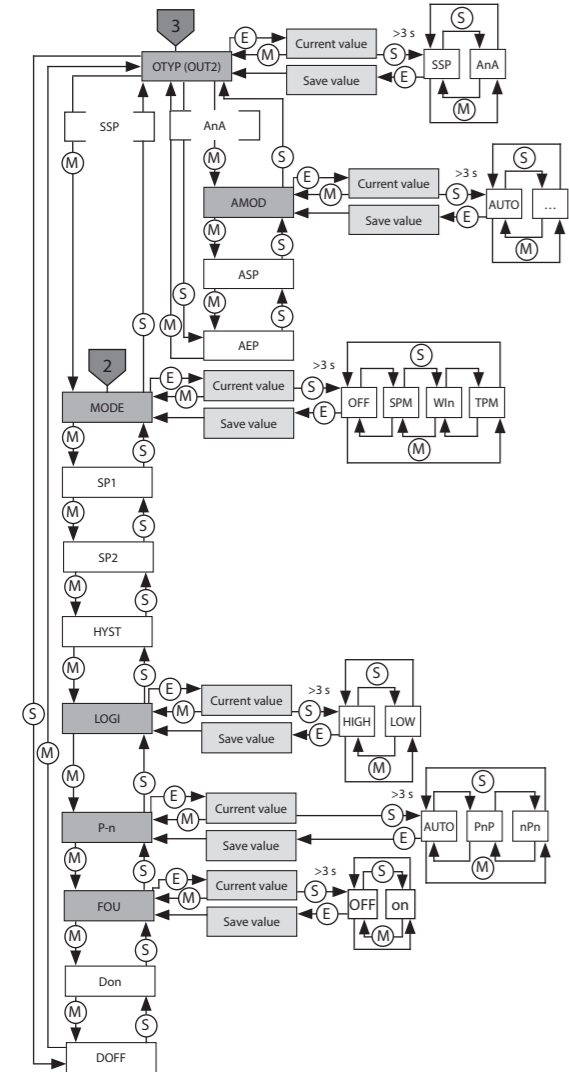 3
OTYP (OUT2)
E
M
Current value
Save value
>3 s
S
E
SSP
AnA
S
M
SSP
AnA
M
M
S
AMOD
E
M
Current value
Save value
>3 s
S
E
AUTO
...
S
M
M
S
ASP
M
S
AEP
S
M
S
2
MODE
E
M
Current value
Save value
>3 s
S
E
OFF
SPM
WIn
TPM
S
M
M
S
SP1
M
S
SP2
M
S
HYST
M
S
LOGI
E
M
Current value
Save value
>3 s
S
E
HIGH
LOW
S
M
S
M
M
S
P-n
E
M
Current value
Save value
>3 s
S
E
AUTO
PnP
nPn
S
M
M
S
FOU
E
M
Current value
Save value
>3 s
S
E
OFF
on
S
M
M
S
Don
M
S
DOFF